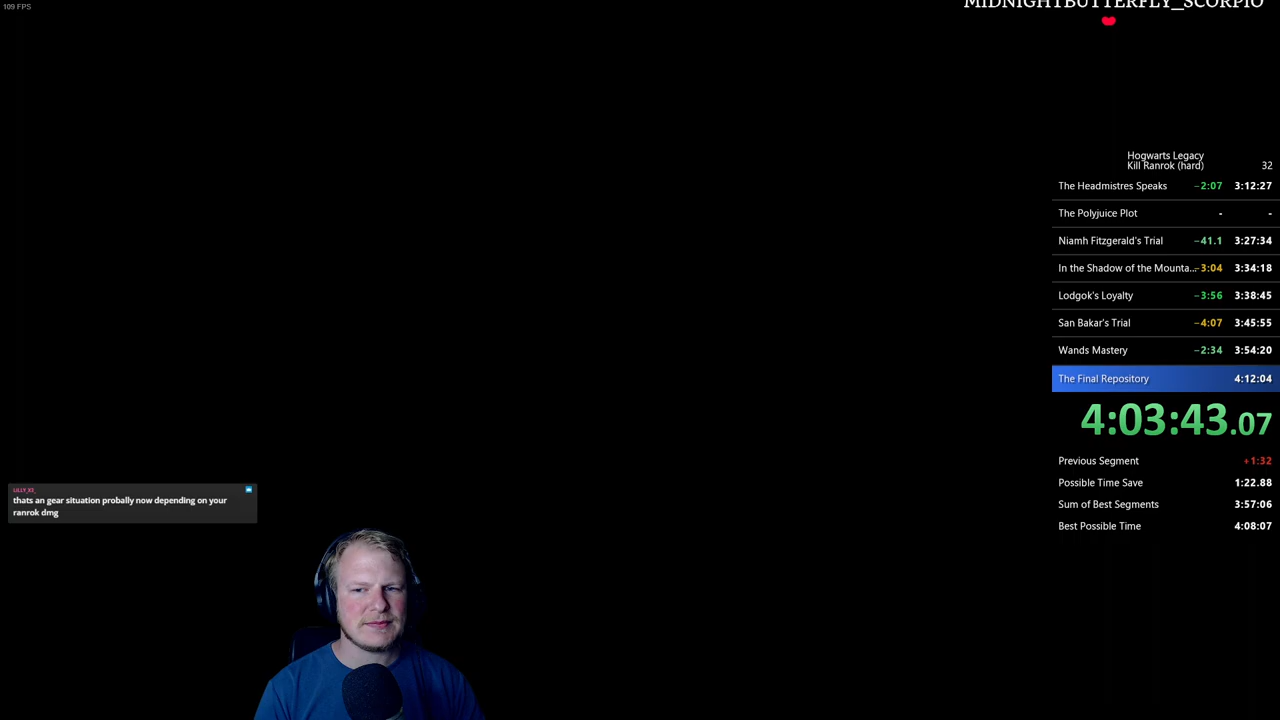 109 FPS
MIDNIGHTBUTTERFLY_SCORPIO
Hogwarts Legacy
Kill Ranrok (hard) 32
The Headmistres Speaks -2:07 3:12:27
The Polyjuice Plot - -
Niamh Fitzgerald's Trial -41.1 3:27:34
In the Shadow of the Mounta... -3:04 3:34:18
Lodgok's Loyalty -3:56 3:38:45
San Bakar's Trial -4:07 3:45:55
Wands Mastery -2:34 3:54:20
The Final Repository 4:12:04
4:03:43.07
Previous Segment +1:32
Possible Time Save 1:22.88
Sum of Best Segments 3:57:06
Best Possible Time 4:08:07
thats an gear situation probally now depending on your
ranrok dmg